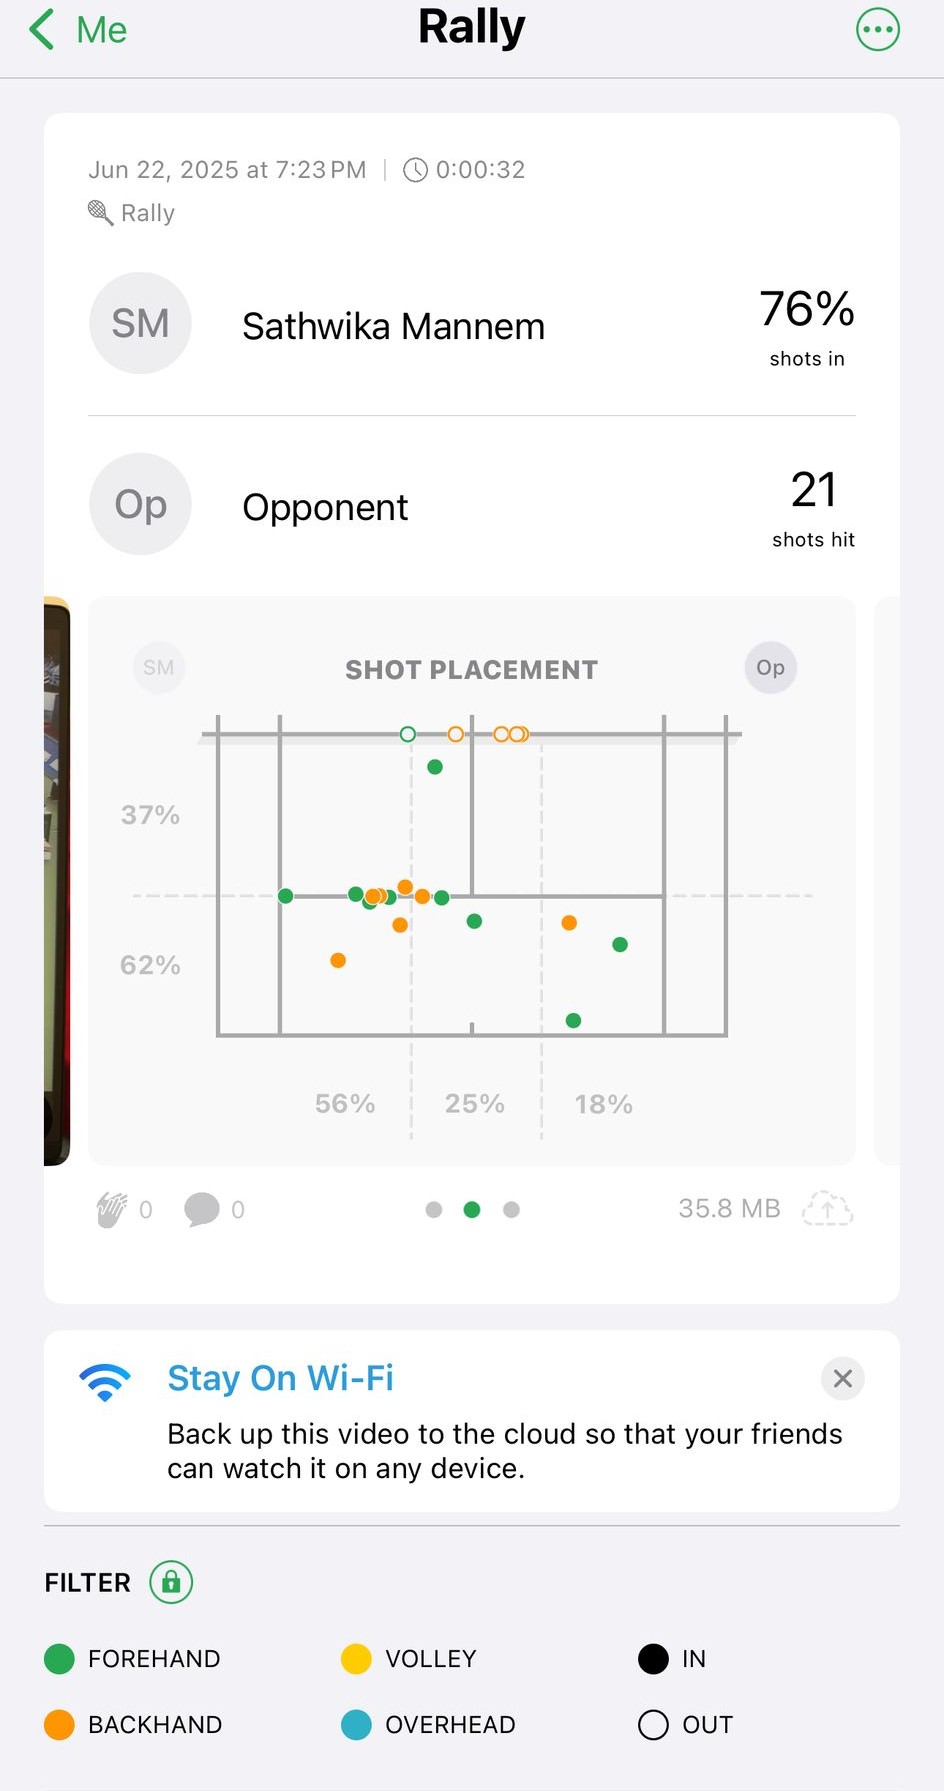 Me
Rally
Jun 22, 2025 at 7:23 PM | 0:00:32
Rally
SM
Sathwika Mannem
76%
shots in
Op
Opponent
21
shots hit
SM
SHOT PLACEMENT
Op
37%
62%
56% 25% 18%
0 0 35.8 MB
Stay On Wi-Fi
Back up this video to the cloud so that your friends
can watch it on any device.
FILTER
FOREHAND VOLLEY IN
BACKHAND OVERHEAD OUT